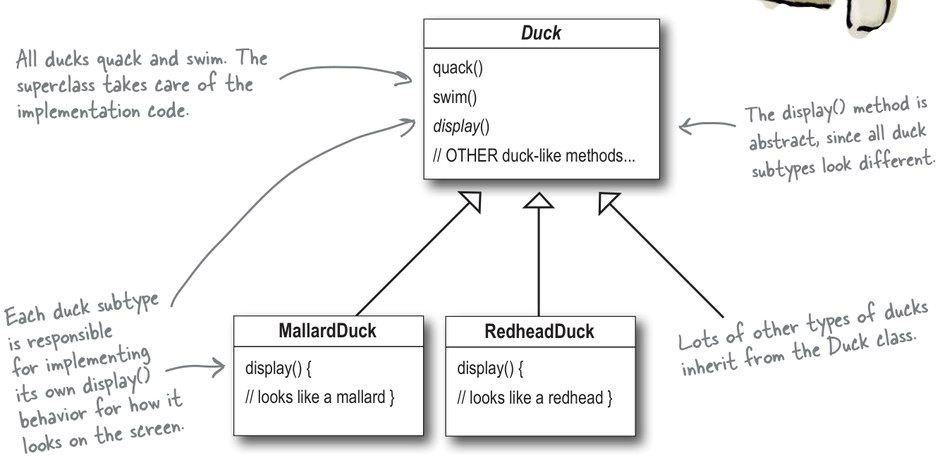 All ducks quack and swim. The
superclass takes care of the
implementation code.
Duck
quack()
swim()
display()
// OTHER duck-like methods...
The display() method is
abstract, since all duck
subtypes look different.
Each duck subtype
is responsible
for implementing
its own display()
behavior for how it
looks on the screen.
MallardDuck
display() {
// looks like a mallard }
RedheadDuck
display() {
// looks like a redhead }
Lots of other types of ducks
inherit from the Duck class.